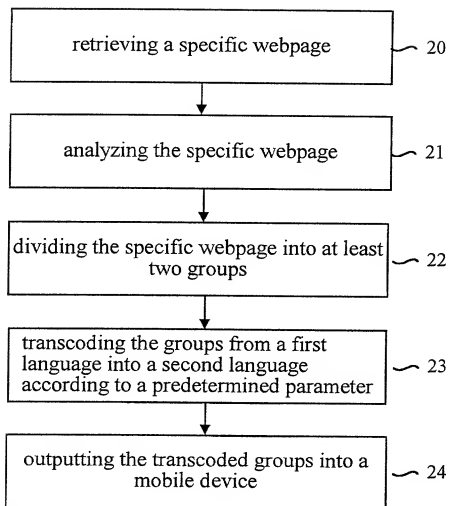 retrieving a specific webpage
20
analyzing the specific webpage
21
dividing the specific webpage into at least
two groups
22
transcoding the groups from a first
language into a second language
according to a predetermined parameter
23
outputting the transcoded groups into a
mobile device
24